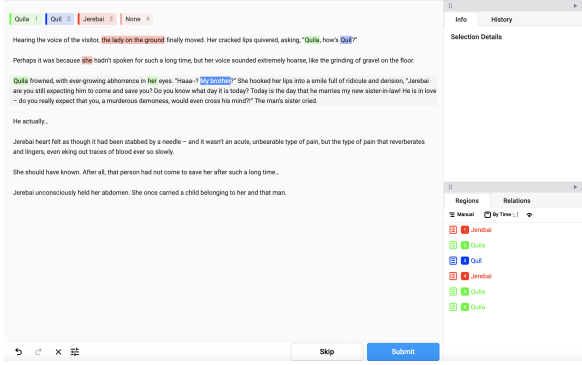 Quila 1 Quil 2 Jerebai 3 None 4
Hearing the voice of the visitor, the lady on the ground finally moved. Her cracked lips quivered, asking, "Quila, how's Quil?"
Perhaps it was because she hadn't spoken for such a long time, but her voice sounded extremely hoarse, like the grinding of gravel on the floor.
Quila frowned, with ever-growing abhorrence in her eyes. "Haaa–? My brother?" She hooked her lips into a smile full of ridicule and derision, "Jerebai
are you still expecting him to come and save you? Do you know what day it is today? Today is the day that he marries my new sister-in-law! He is in love
– do you really expect that you, a murderous demoness, would even cross his mind?!" The man's sister cried.
He actually…
Jerebai heart felt as though it had been stabbed by a needle – and it wasn't an acute, unbearable type of pain, but the type of pain that reverberates
and lingers, even eking out traces of blood ever so slowly.
She should have known. After all, that person had not come to save her after such a long time…
Jerebai unconsciously held her abdomen. She once carried a child belonging to her and that man.
Skip
Submit
Info History
Selection Details
Regions Relations
Manual By Time
1 Jerebai
2 Quila
3 Quil
4 Jerebai
5 Quila
6 Quila